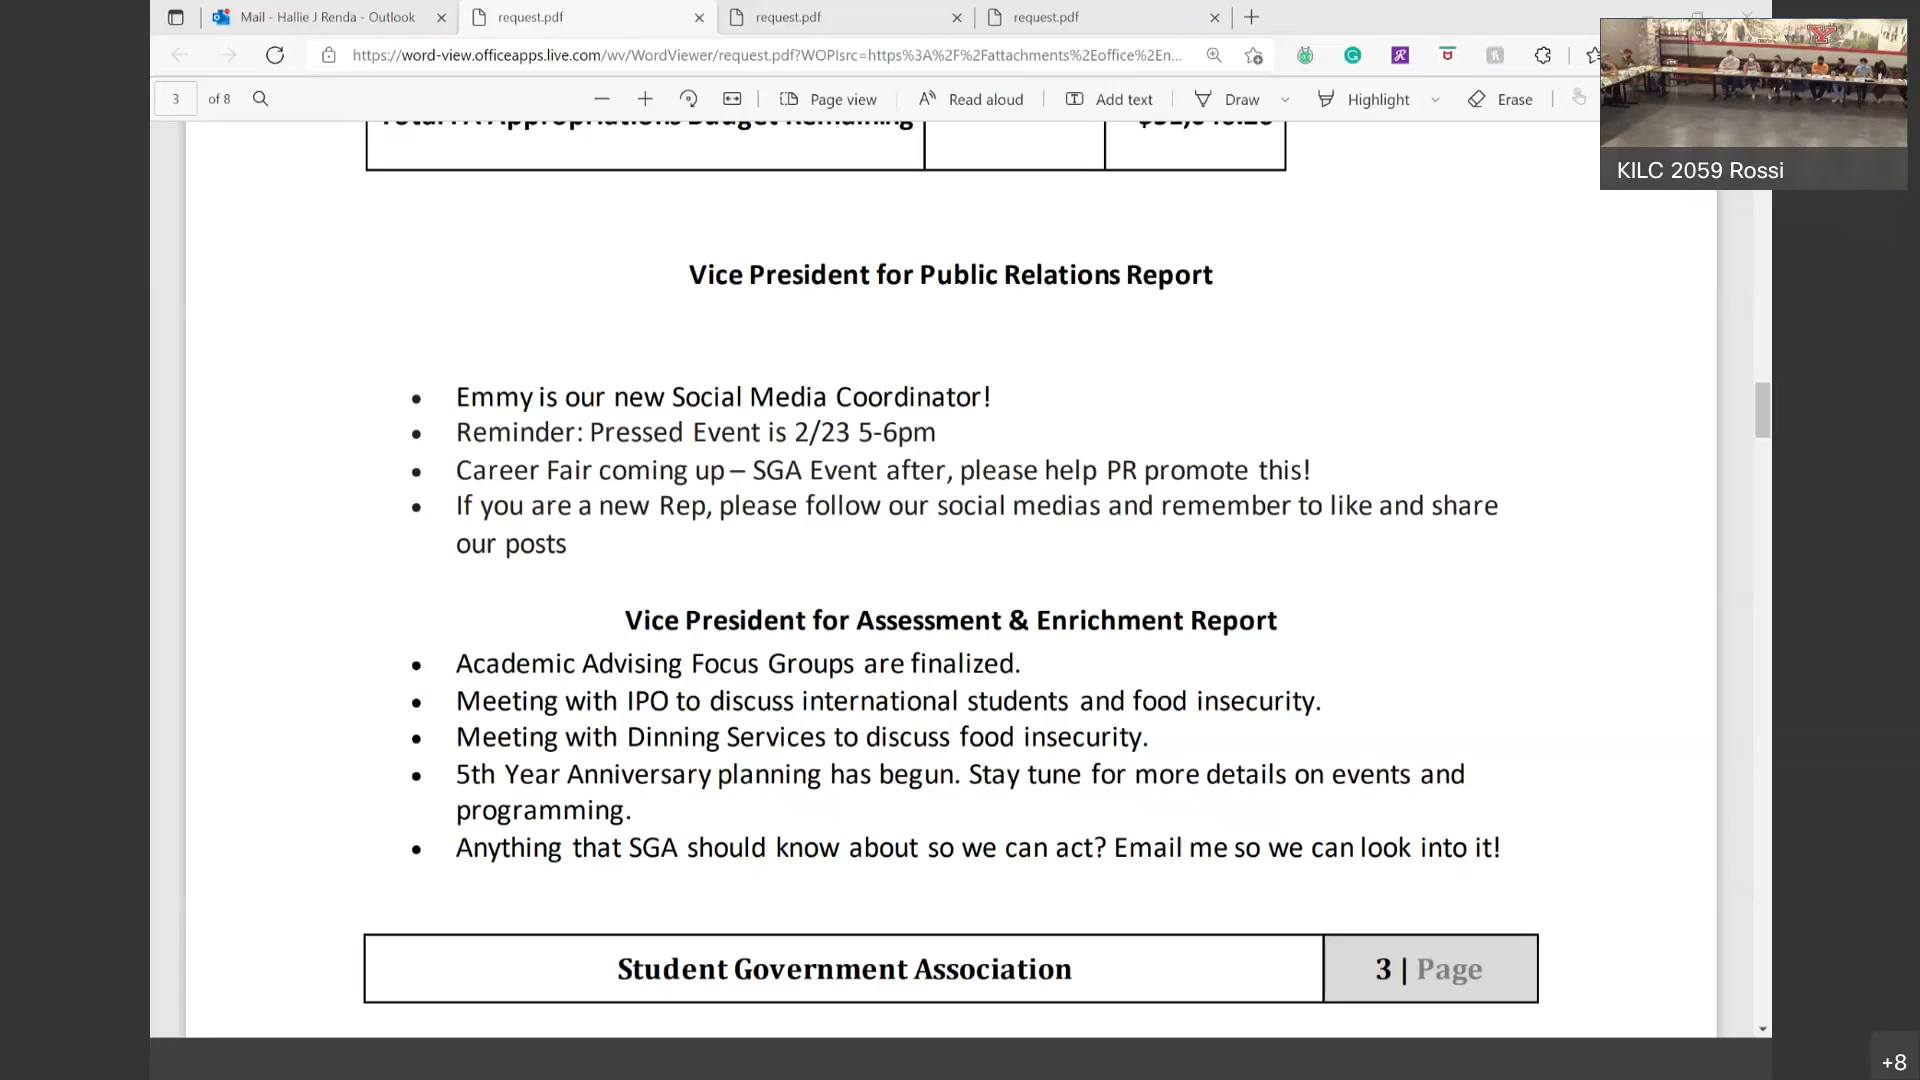 Mail - Hallie J Renda - Outlook
request.pdf
request.pdf
request.pdf
https://word-view.officeapps.live.com/wv/WordViewer/request.pdf?WOPIsrc=https%3A%2F%2Fattachments%2Eoffice%2En...
3 of 8
Page view
Read aloud
Add text
Draw
Highlight
Erase
KILC 2059 Rossi
Appropriations Budget Remaining
Vice President for Public Relations Report
• Emmy is our new Social Media Coordinator!
• Reminder: Pressed Event is 2/23 5-6pm
• Career Fair coming up – SGA Event after, please help PR promote this!
• If you are a new Rep, please follow our social medias and remember to like and share
our posts
Vice President for Assessment & Enrichment Report
• Academic Advising Focus Groups are finalized.
• Meeting with IPO to discuss international students and food insecurity.
• Meeting with Dinning Services to discuss food insecurity.
• 5th Year Anniversary planning has begun. Stay tune for more details on events and
programming.
• Anything that SGA should know about so we can act? Email me so we can look into it!
Student Government Association
3 | Page
+8